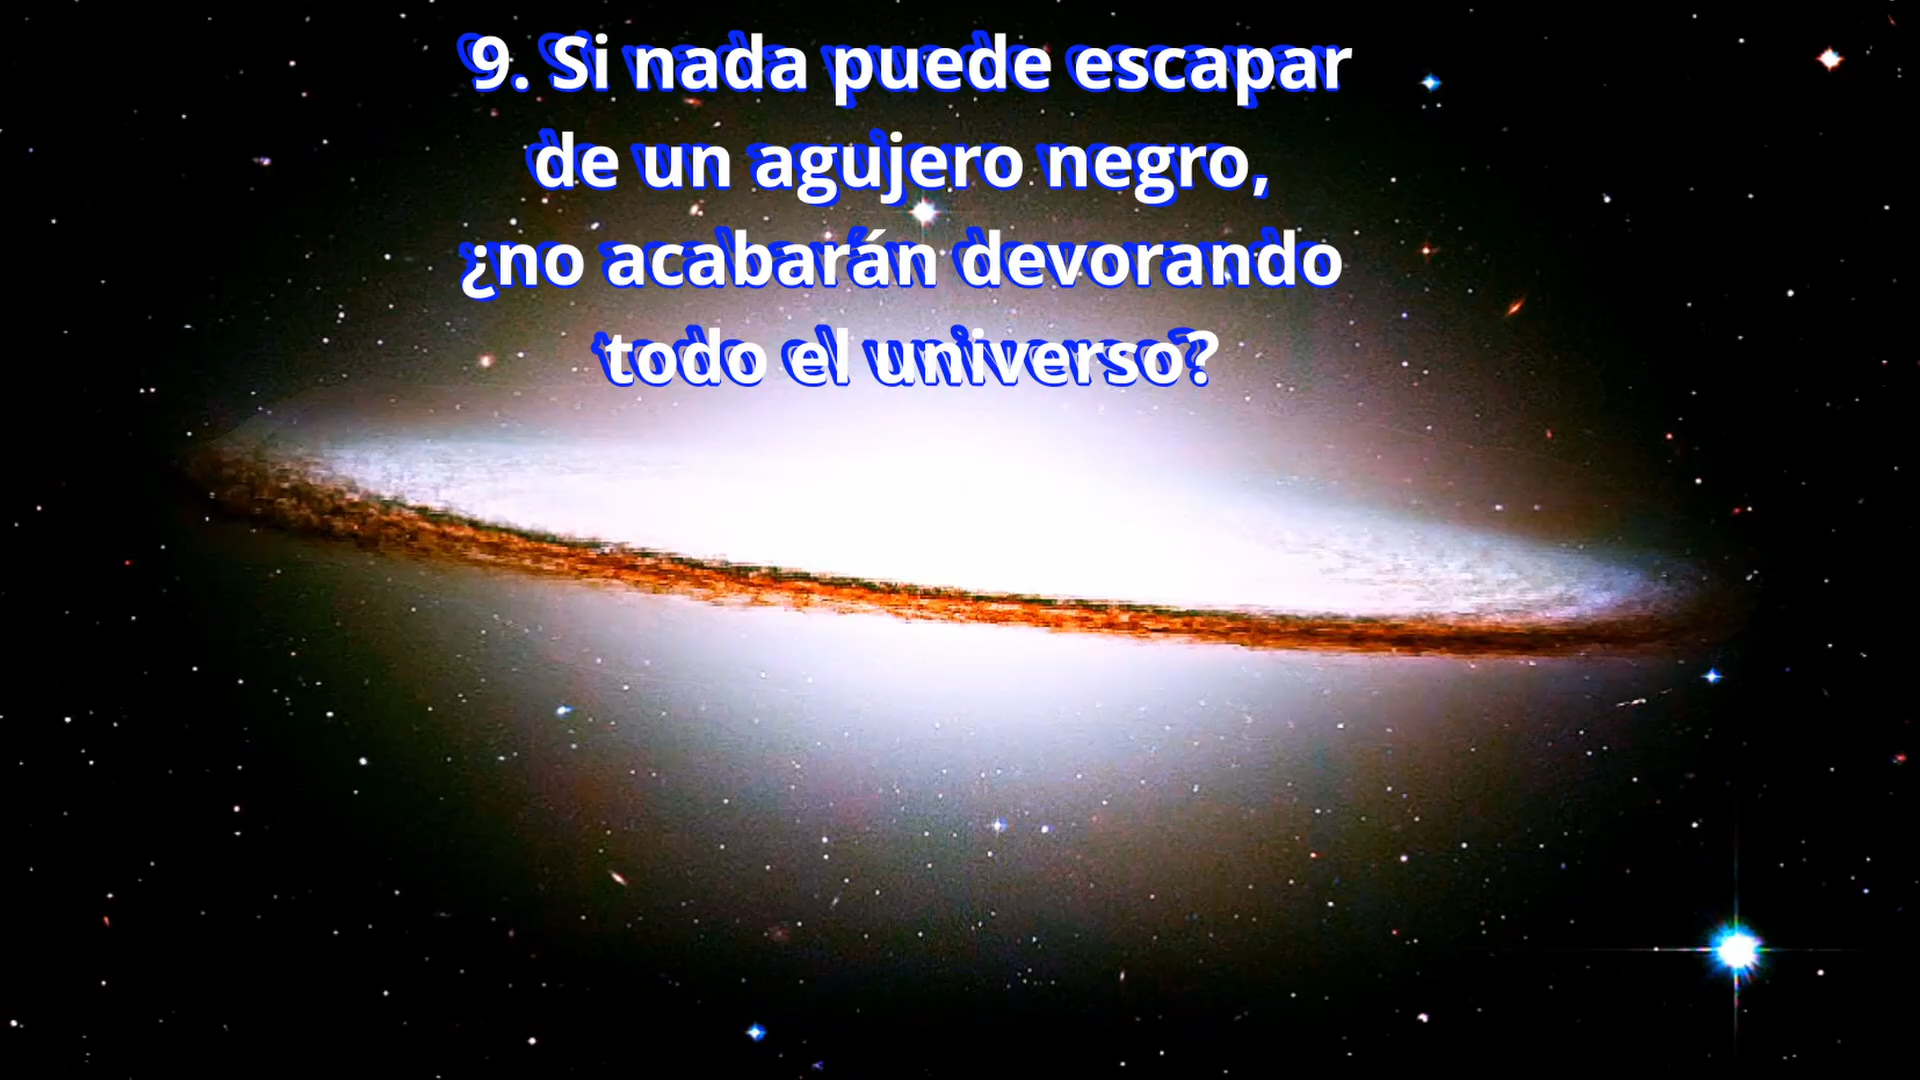 9. Si nada puede escapar
de un agujero negro,
¿no acabarán devorando
todo el universo?